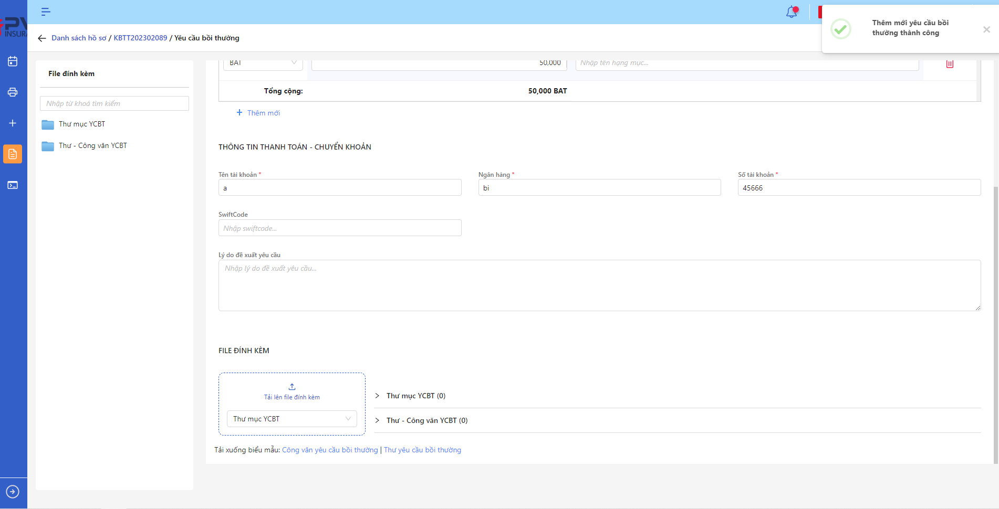 INSUR
Danh sách hồ sơ / KBTT202302089 / Yêu cầu bồi thường
Thêm mới yêu cầu bồi
thường thành công
File đính kèm
Nhập từ khoá tìm kiếm
Thư mục YCBT
Thư - Công văn YCBT
BAT 50,000 Nhập tên hạng mục...
Tổng cộng: 50,000 BAT
+ Thêm mới
THÔNG TIN THANH TOÁN - CHUYỂN KHOẢN
Tên tài khoản * Ngân hàng * Số tài khoản *
a bi 45666
SwiftCode
Nhập swiftcode...
Lý do đề xuất yêu cầu
Nhập lý do đề xuất yêu cầu...
FILE ĐÍNH KÈM
Tải lên file đính kèm
Thư mục YCBT
Thư mục YCBT (0)
Thư - Công văn YCBT (0)
Tải xuống biểu mẫu: Công văn yêu cầu bồi thường | Thư yêu cầu bồi thường